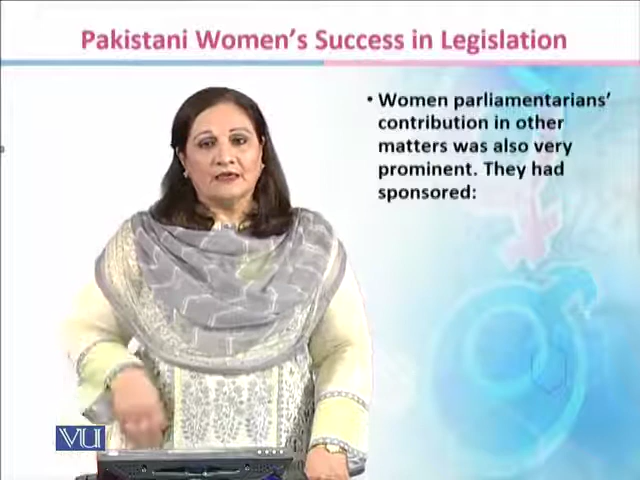 Pakistani Women's Success in Legislation
• Women parliamentarians'
contribution in other
matters was also very
prominent. They had
sponsored:
VU